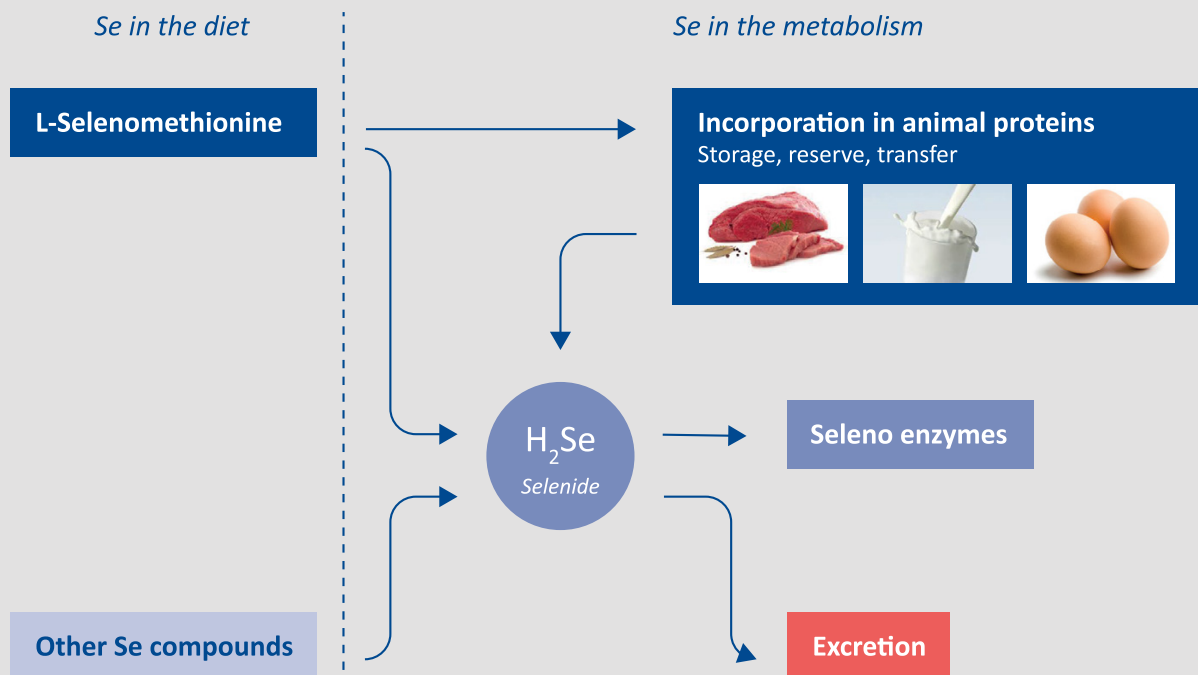 Se in the diet
Se in the metabolism
L-Selenomethionine
Incorporation in animal proteins
Storage, reserve, transfer
H₂Se
Selenide
Seleno enzymes
Other Se compounds
Excretion